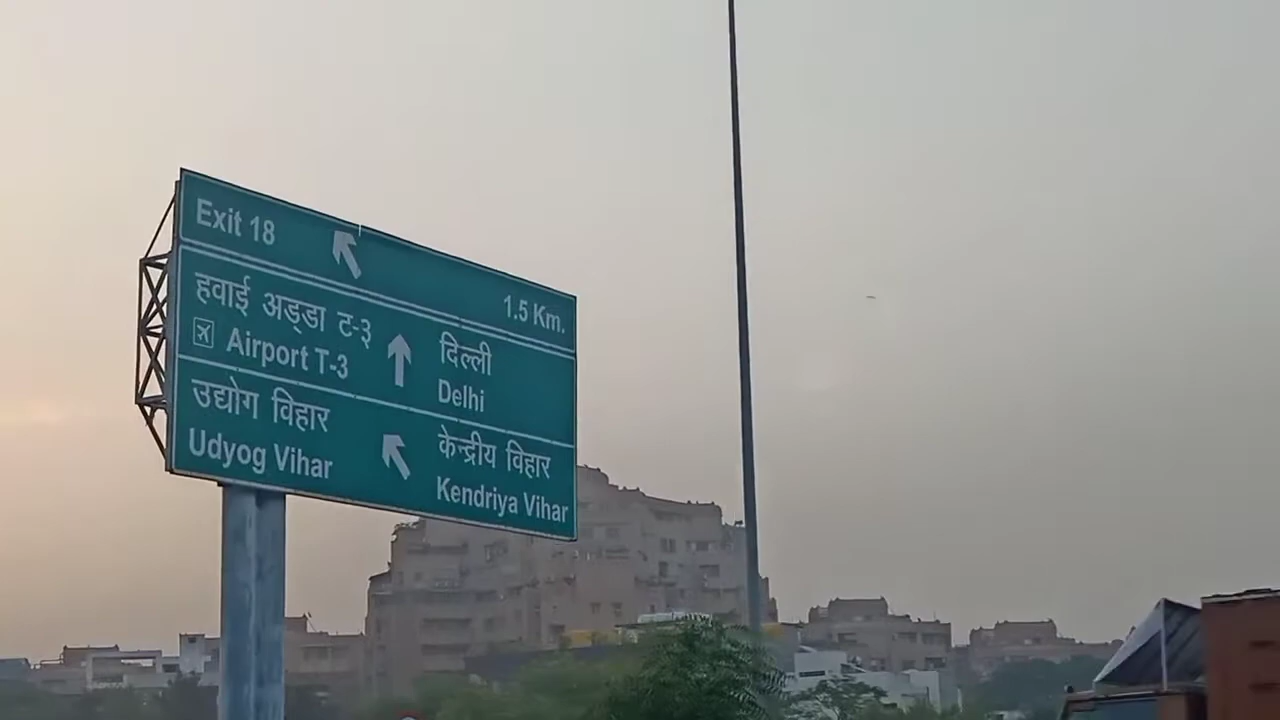 Exit 18
1.5 Km.
हवाई अड्डा ट-३
Airport T-3
दिल्ली
Delhi
उद्योग विहार
Udyog Vihar
केन्द्रीय विहार
Kendriya Vihar